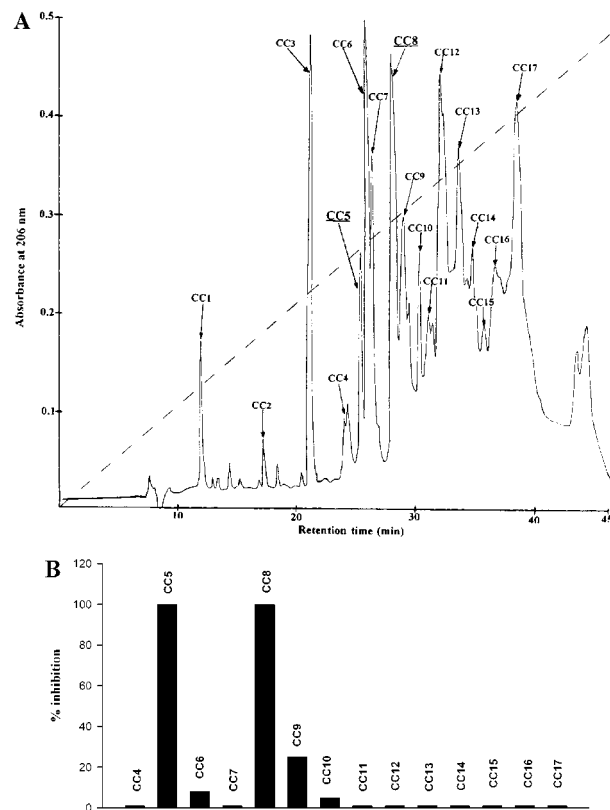 A
0.5
0.4
0.3
0.2
0.1
Absorbance at 206 nm
CC3
CC6
CC8
CC12
CC17
CC7
CC13
CC9
CC5
CC10
CC14
CC16
CC11
CC15
CC1
CC4
CC2
10
20
30
40
45
Retention time (min)
B
120
100
80
60
40
20
0
% inhibition
CC4
CC5
CC6
CC7
CC8
CC9
CC10
CC11
CC12
CC13
CC14
CC15
CC16
CC17